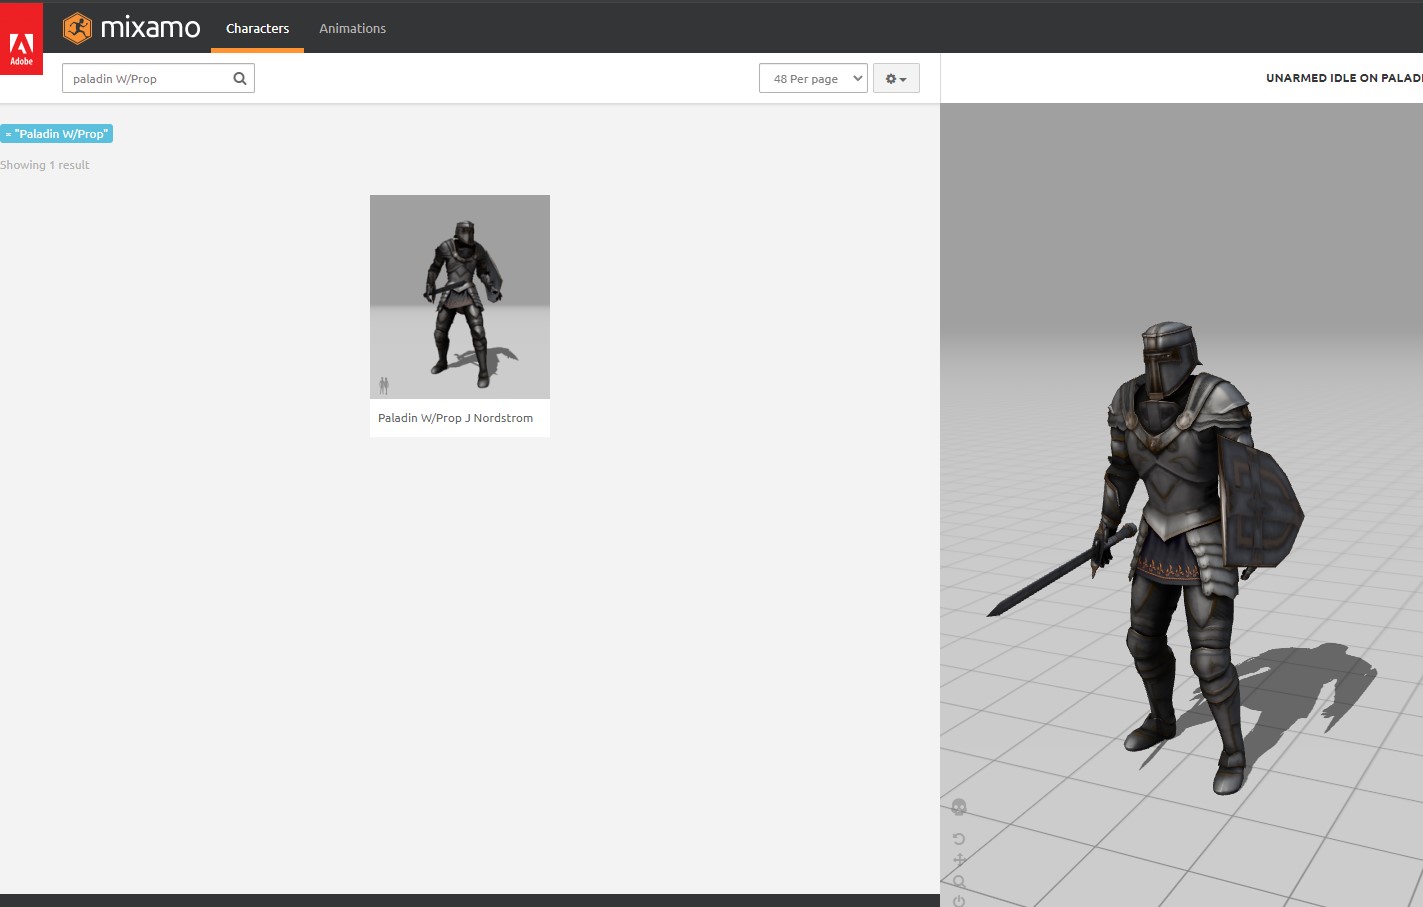 Adobe
mixamo
Characters
Animations
paladin W/Prop
48 Per page
UNARMED IDLE ON PALAD
× "Paladin W/Prop"
Showing 1 result
Paladin W/Prop J Nordstrom